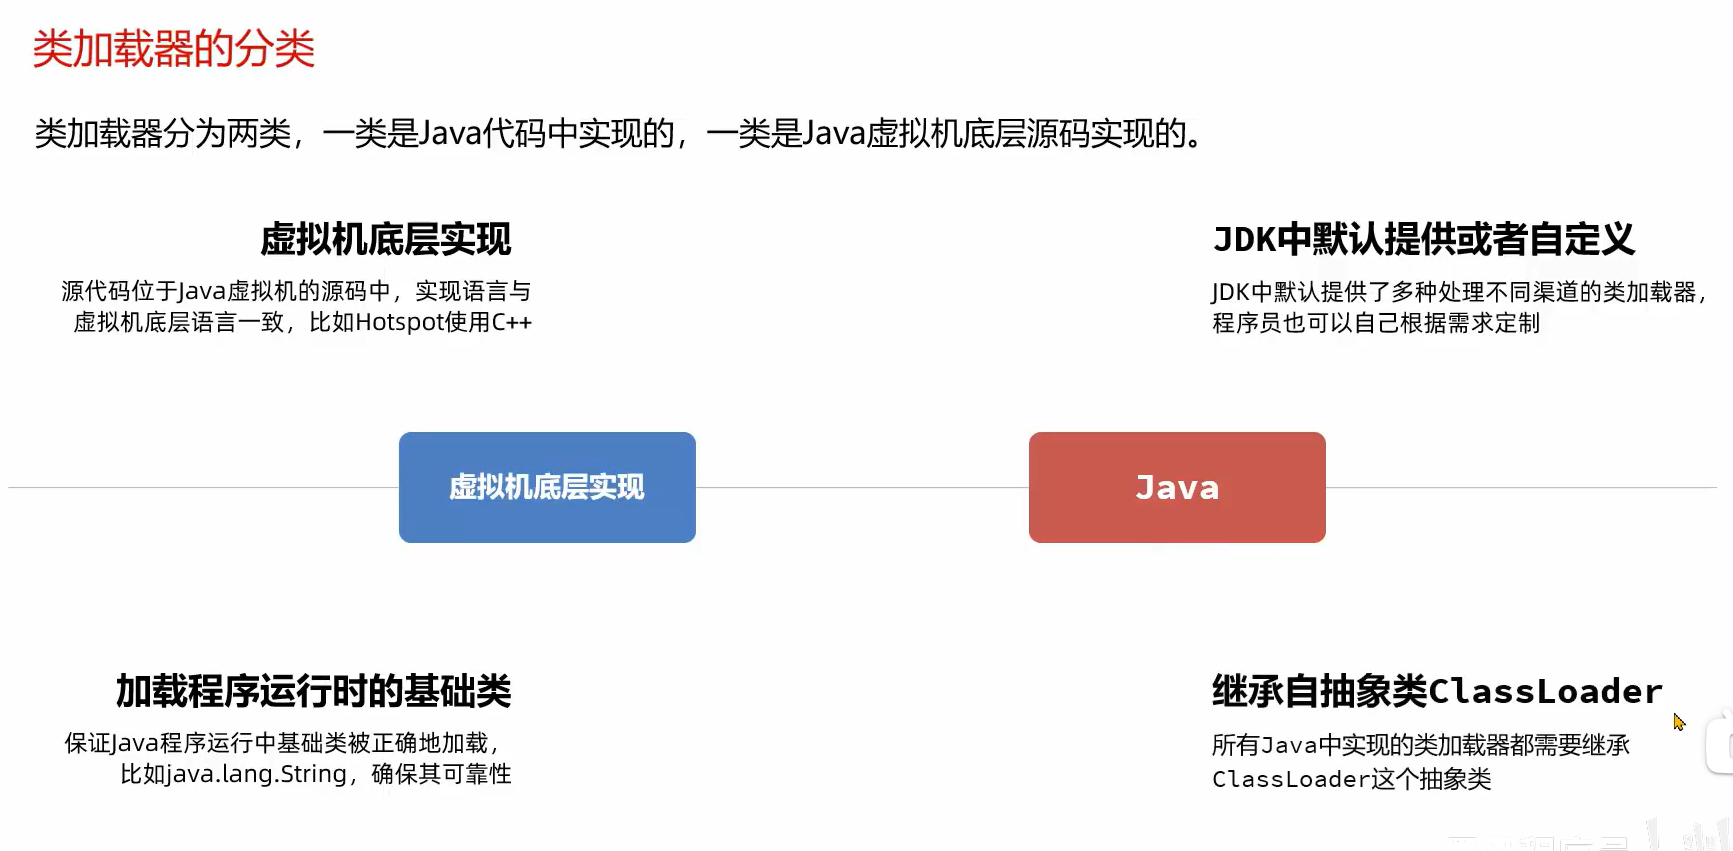 类加载器的分类
类加载器分为两类，一类是Java代码中实现的，一类是Java虚拟机底层源码实现的。
虚拟机底层实现
源代码位于Java虚拟机的源码中，实现语言与
虚拟机底层语言一致，比如Hotspot使用C++
JDK中默认提供或者自定义
JDK中默认提供了多种处理不同渠道的类加载器，
程序员也可以自己根据需求定制
虚拟机底层实现
Java
加载程序运行时的基础类
保证Java程序运行中基础类被正确地加载，
比如java.lang.String，确保其可靠性
继承自抽象类ClassLoader
所有Java中实现的类加载器都需要继承
ClassLoader这个抽象类